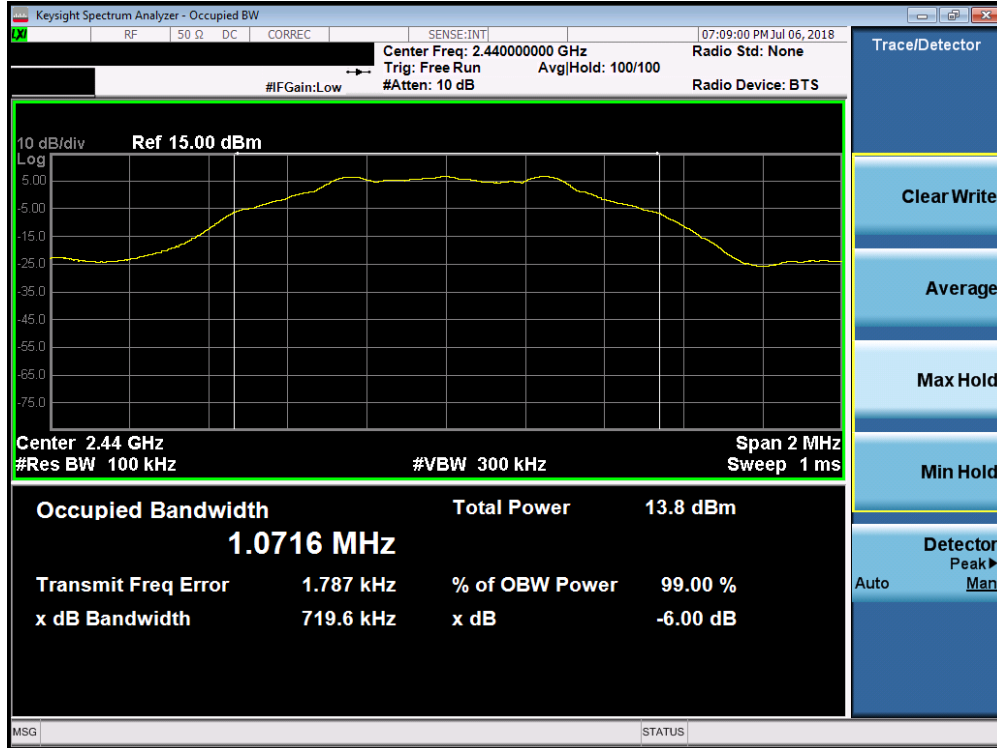 Keysight Spectrum Analyzer - Occupied BW
LXI RF 50 Ω DC CORREC SENSE:INT 07:09:00 PM Jul 06, 2018
Center Freq: 2.440000000 GHz Radio Std: None
Trig: Free Run Avg|Hold: 100/100
#IFGain:Low #Atten: 10 dB Radio Device: BTS
10 dB/div Ref 15.00 dBm
Log
5.00
-5.00
-15.0
-25.0
-35.0
-45.0
-55.0
-65.0
-75.0
Center 2.44 GHz Span 2 MHz
#Res BW 100 kHz #VBW 300 kHz Sweep 1 ms
Occupied Bandwidth Total Power 13.8 dBm
1.0716 MHz
Transmit Freq Error 1.787 kHz % of OBW Power 99.00 %
x dB Bandwidth 719.6 kHz x dB -6.00 dB
MSG STATUS
Trace/Detector
Clear Write
Average
Max Hold
Min Hold
Detector
Peak▶
Auto Man